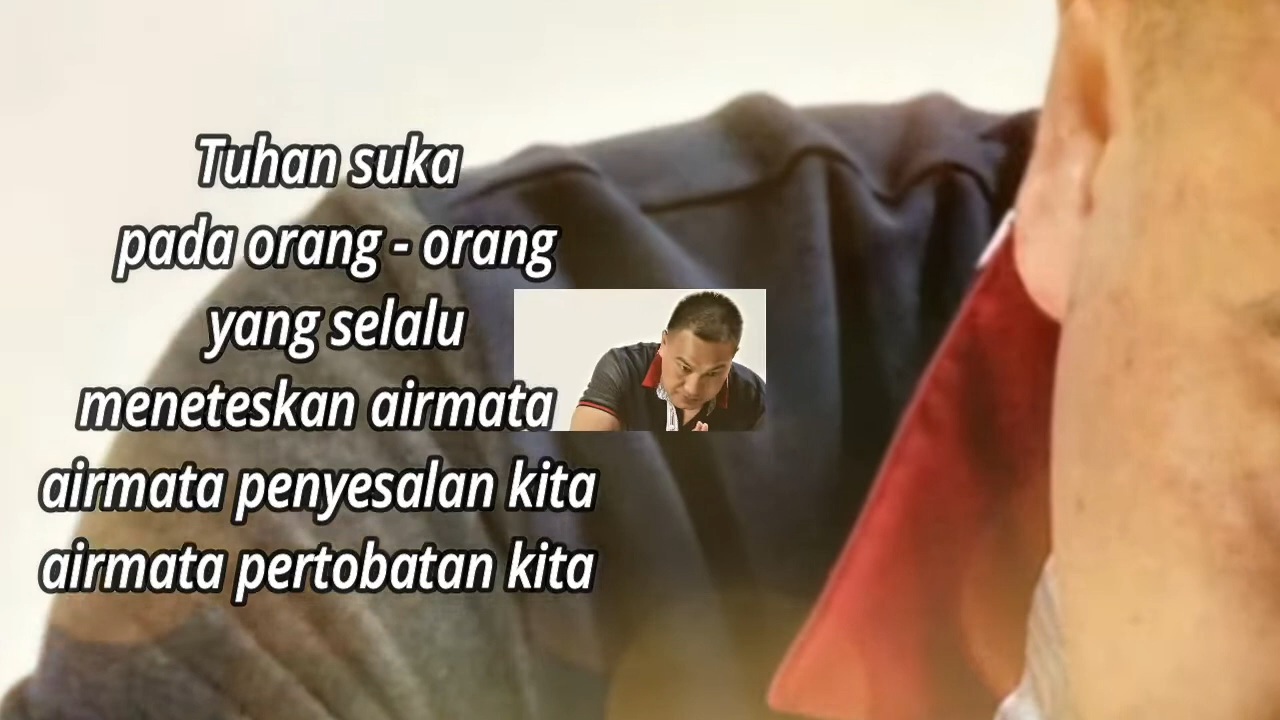 Tuhan suka
pada orang - orang
yang selalu
meneteskan airmata
airmata penyesalan kita
airmata pertobatan kita